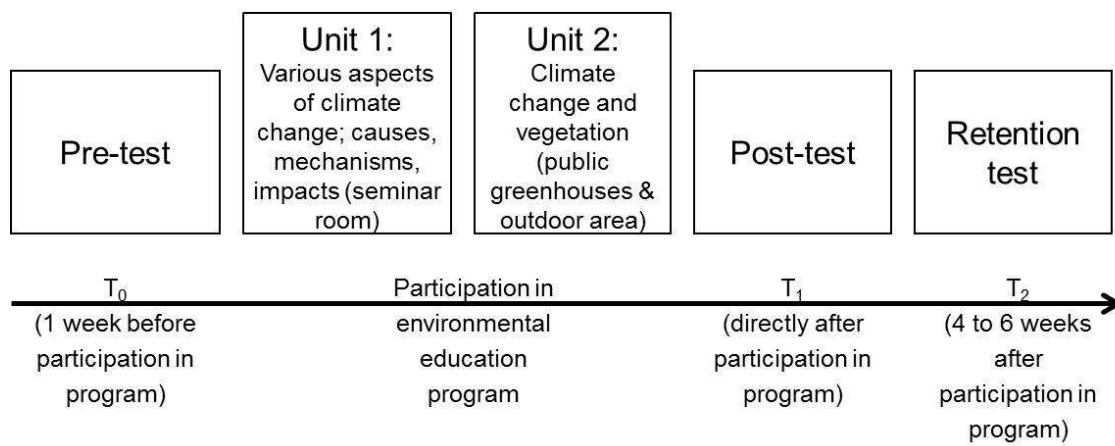 Pre-test
Unit 1:
Various aspects
of climate
change; causes,
mechanisms,
impacts (seminar
room)
Unit 2:
Climate
change and
vegetation
(public
greenhouses &
outdoor area)
Post-test
Retention
test
T0
(1 week before
participation in
program)
Participation in
environmental
education
program
T1
(directly after
participation in
program)
T2
(4 to 6 weeks
after
participation in
program)